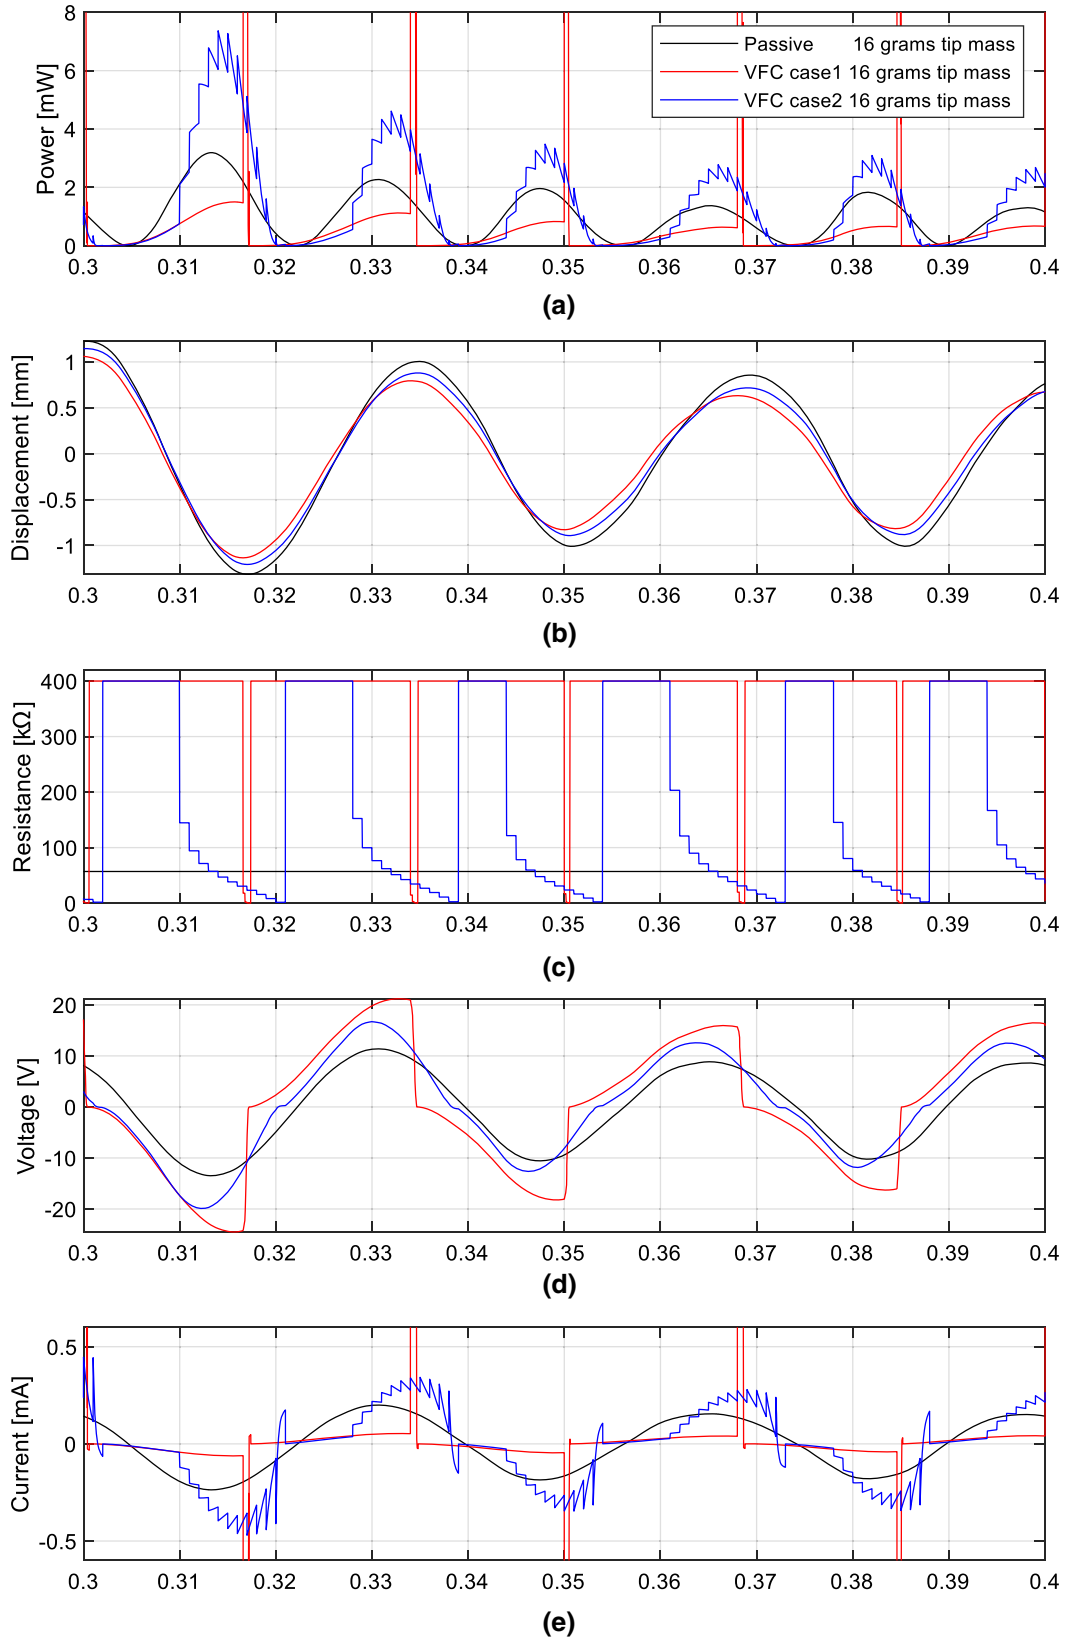 Power [mW]
8
6
4
2
0
Passive 16 grams tip mass
VFC case1 16 grams tip mass
VFC case2 16 grams tip mass
0.3 0.31 0.32 0.33 0.34 0.35 0.36 0.37 0.38 0.39 0.4
(a)
Displacement [mm]
1
0.5
0
-0.5
-1
0.3 0.31 0.32 0.33 0.34 0.35 0.36 0.37 0.38 0.39 0.4
(b)
Resistance [kΩ]
400
300
200
100
0
0.3 0.31 0.32 0.33 0.34 0.35 0.36 0.37 0.38 0.39 0.4
(c)
Voltage [V]
20
10
0
-10
-20
0.3 0.31 0.32 0.33 0.34 0.35 0.36 0.37 0.38 0.39 0.4
(d)
Current [mA]
0.5
0
-0.5
0.3 0.31 0.32 0.33 0.34 0.35 0.36 0.37 0.38 0.39 0.4
(e)